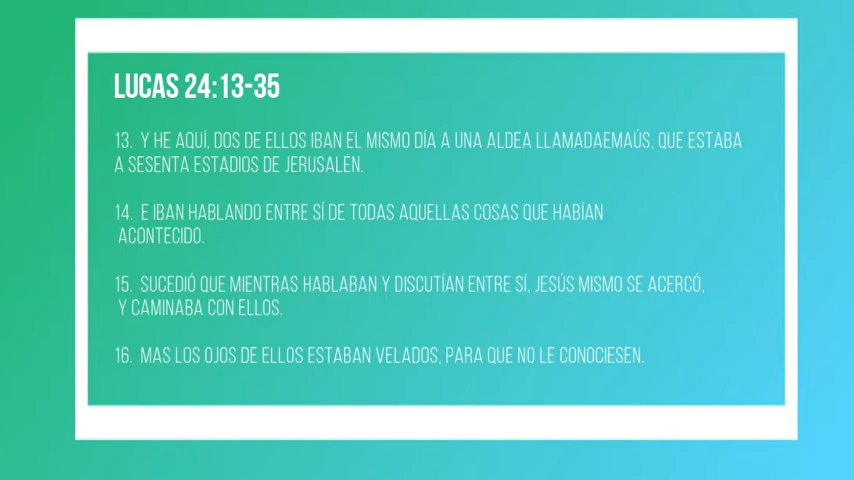 LUCAS 24:13-35
13. Y HE AQUÍ, DOS DE ELLOS IBAN EL MISMO DÍA A UNA ALDEA LLAMADAEMAÚS, QUE ESTABA
A SESENTA ESTADIOS DE JERUSALÉN.
14. E IBAN HABLANDO ENTRE SÍ DE TODAS AQUELLAS COSAS QUE HABÍAN
ACONTECIDO.
15. SUCEDIÓ QUE MIENTRAS HABLABAN Y DISCUTÍAN ENTRE SÍ, JESÚS MISMO SE ACERCÓ,
Y CAMINABA CON ELLOS.
16. MAS LOS OJOS DE ELLOS ESTABAN VELADOS, PARA QUE NO LE CONOCIESEN.